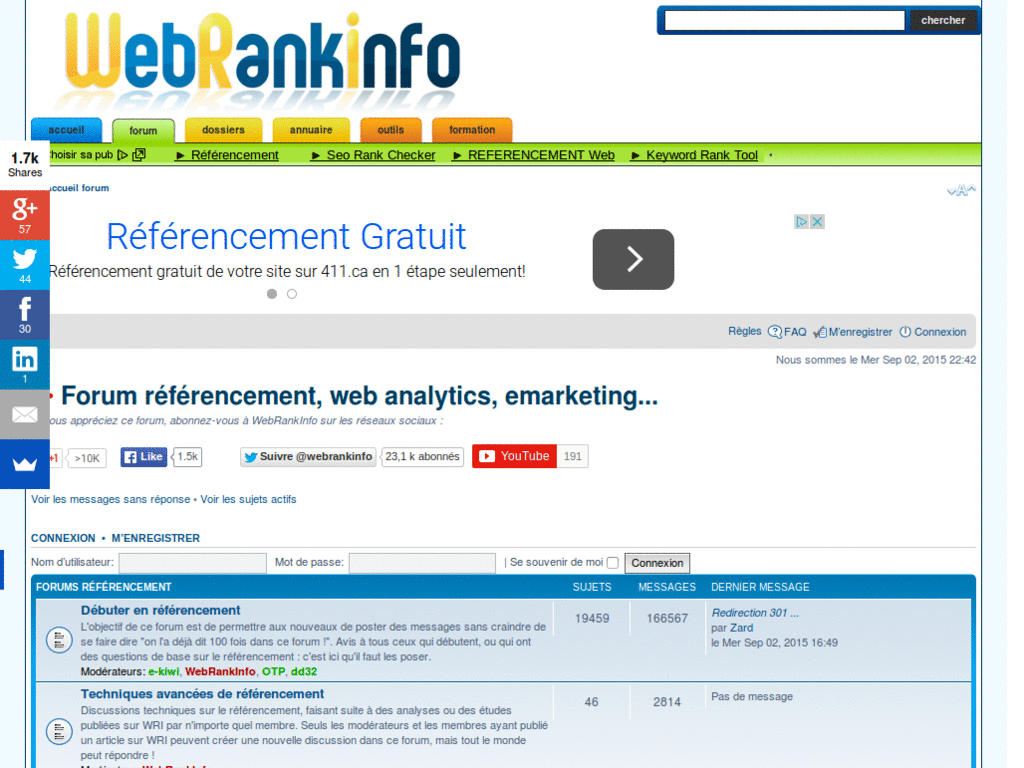 WebRankInfo
chercher
accueil forum dossiers annuaire outils formation
hoisir sa pub ► Référencement ► Seo Rank Checker ► REFERENCEMENT Web ► Keyword Rank Tool
1.7k
Shares
ccueil forum
Référencement Gratuit
Référencement gratuit de votre site sur 411.ca en 1 étape seulement!
g+
57
44
30
in
1
Règles FAQ M'enregistrer Connexion
Nous sommes le Mer Sep 02, 2015 22:42
Forum référencement, web analytics, emarketing...
ous appréciez ce forum, abonnez-vous à WebRankInfo sur les réseaux sociaux :
+1 >10K Like 1.5k Suivre @webrankinfo 23,1 k abonnés YouTube 191
Voir les messages sans réponse • Voir les sujets actifs
CONNEXION • M'ENREGISTRER
Nom d'utilisateur: Mot de passe: | Se souvenir de moi Connexion
FORUMS RÉFÉRENCEMENT SUJETS MESSAGES DERNIER MESSAGE
Débuter en référencement
L'objectif de ce forum est de permettre aux nouveaux de poster des messages sans craindre de
se faire dire "on l'a déjà dit 100 fois dans ce forum !". Avis à tous ceux qui débutent, ou qui ont
des questions de base sur le référencement : c'est ici qu'il faut les poser.
Modérateurs: e-kiwi, WebRankInfo, OTP, dd32
19459 166567
Redirection 301 ...
par Zard
le Mer Sep 02, 2015 16:49
Techniques avancées de référencement
Discussions techniques sur le référencement, faisant suite à des analyses ou des études
publiées sur WRI par n'importe quel membre. Seuls les modérateurs et les membres ayant publié
un article sur WRI peuvent créer une nouvelle discussion dans ce forum, mais tout le monde
peut répondre !
46 2814 Pas de message